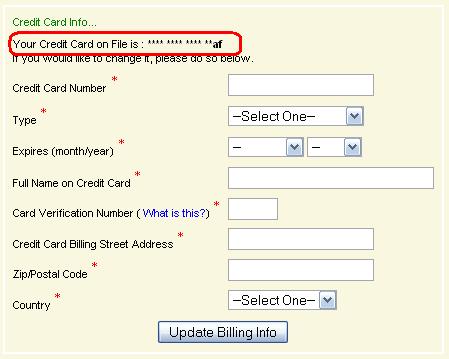 Credit Card Info...
Your Credit Card on File is : **** **** **** **af
If you would like to change it, please do so below.
Credit Card Number *
Type * --Select One--
Expires (month/year) * -- --
Full Name on Credit Card *
Card Verification Number ( What is this?) *
Credit Card Billing Street Address *
Zip/Postal Code *
Country * --Select One--
Update Billing Info